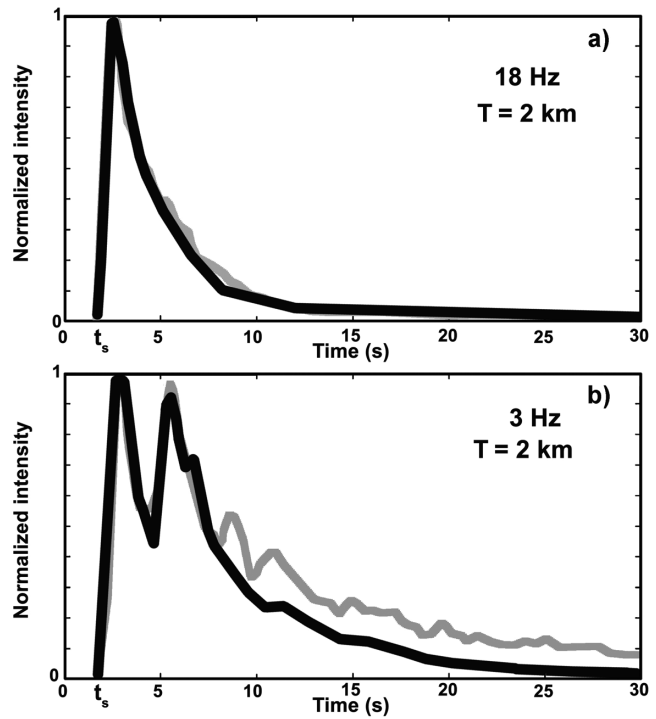 1
a)
18 Hz
T = 2 km
Normalized intensity
0
0 ts 5 10 15 20 25 30
Time (s)
1
b)
3 Hz
T = 2 km
Normalized intensity
0
0 ts 5 10 15 20 25 30
Time (s)